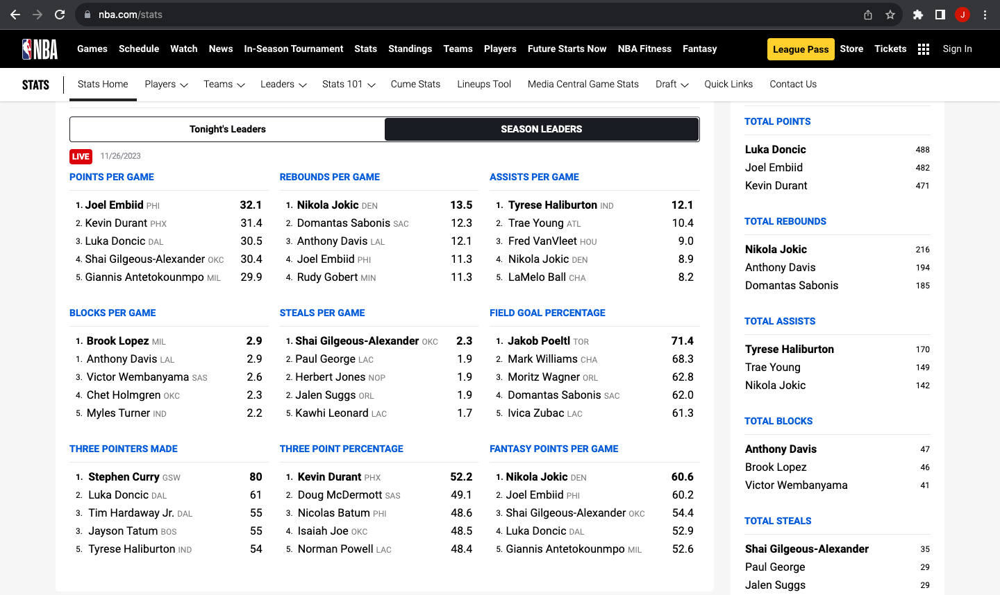 nba.com/stats
J
NBA Games Schedule Watch News In-Season Tournament Stats Standings Teams Players Future Starts Now NBA Fitness Fantasy League Pass Store Tickets Sign In
STATS Stats Home Players Teams Leaders Stats 101 Cume Stats Lineups Tool Media Central Game Stats Draft Quick Links Contact Us
Tonight's Leaders SEASON LEADERS
LIVE 11/26/2023
POINTS PER GAME
1. Joel Embiid PHI 32.1
2. Kevin Durant PHX 31.4
3. Luka Doncic DAL 30.5
4. Shai Gilgeous-Alexander OKC 30.4
5. Giannis Antetokounmpo MIL 29.9
REBOUNDS PER GAME
1. Nikola Jokic DEN 13.5
2. Domantas Sabonis SAC 12.3
3. Anthony Davis LAL 12.1
4. Joel Embiid PHI 11.3
4. Rudy Gobert MIN 11.3
ASSISTS PER GAME
1. Tyrese Haliburton IND 12.1
2. Trae Young ATL 10.4
3. Fred VanVleet HOU 9.0
4. Nikola Jokic DEN 8.9
5. LaMelo Ball CHA 8.2
BLOCKS PER GAME
1. Brook Lopez MIL 2.9
1. Anthony Davis LAL 2.9
3. Victor Wembanyama SAS 2.6
4. Chet Holmgren OKC 2.3
5. Myles Turner IND 2.2
STEALS PER GAME
1. Shai Gilgeous-Alexander OKC 2.3
2. Paul George LAC 1.9
2. Herbert Jones NOP 1.9
2. Jalen Suggs ORL 1.9
5. Kawhi Leonard LAC 1.7
FIELD GOAL PERCENTAGE
1. Jakob Poeltl TOR 71.4
2. Mark Williams CHA 68.3
3. Moritz Wagner ORL 62.8
4. Domantas Sabonis SAC 62.0
5. Ivica Zubac LAC 61.3
THREE POINTERS MADE
1. Stephen Curry GSW 80
2. Luka Doncic DAL 61
3. Tim Hardaway Jr. DAL 55
3. Jayson Tatum BOS 55
5. Tyrese Haliburton IND 54
THREE POINT PERCENTAGE
1. Kevin Durant PHX 52.2
2. Doug McDermott SAS 49.1
3. Nicolas Batum PHI 48.6
4. Isaiah Joe OKC 48.5
5. Norman Powell LAC 48.4
FANTASY POINTS PER GAME
1. Nikola Jokic DEN 60.6
2. Joel Embiid PHI 60.2
3. Shai Gilgeous-Alexander OKC 54.4
4. Luka Doncic DAL 52.9
5. Giannis Antetokounmpo MIL 52.6
TOTAL POINTS
Luka Doncic 488
Joel Embiid 482
Kevin Durant 471
TOTAL REBOUNDS
Nikola Jokic 216
Anthony Davis 194
Domantas Sabonis 185
TOTAL ASSISTS
Tyrese Haliburton 170
Trae Young 149
Nikola Jokic 142
TOTAL BLOCKS
Anthony Davis 47
Brook Lopez 46
Victor Wembanyama 41
TOTAL STEALS
Shai Gilgeous-Alexander 35
Paul George 29
Jalen Suggs 29